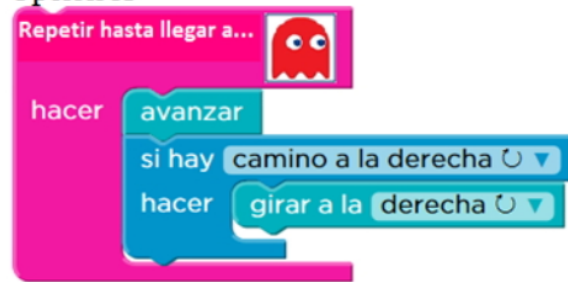 Repetir hasta llegar a...
hacer avanzar
si hay camino a la derecha ↻ ▼
hacer girar a la derecha ↻ ▼